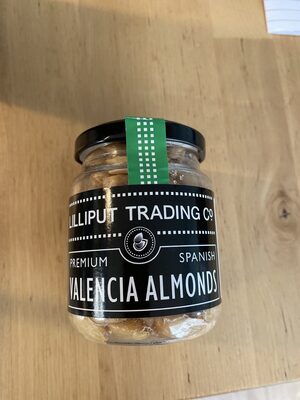 LILLIPUT TRADING CO
PREMIUM SPANISH
VALENCIA ALMONDS